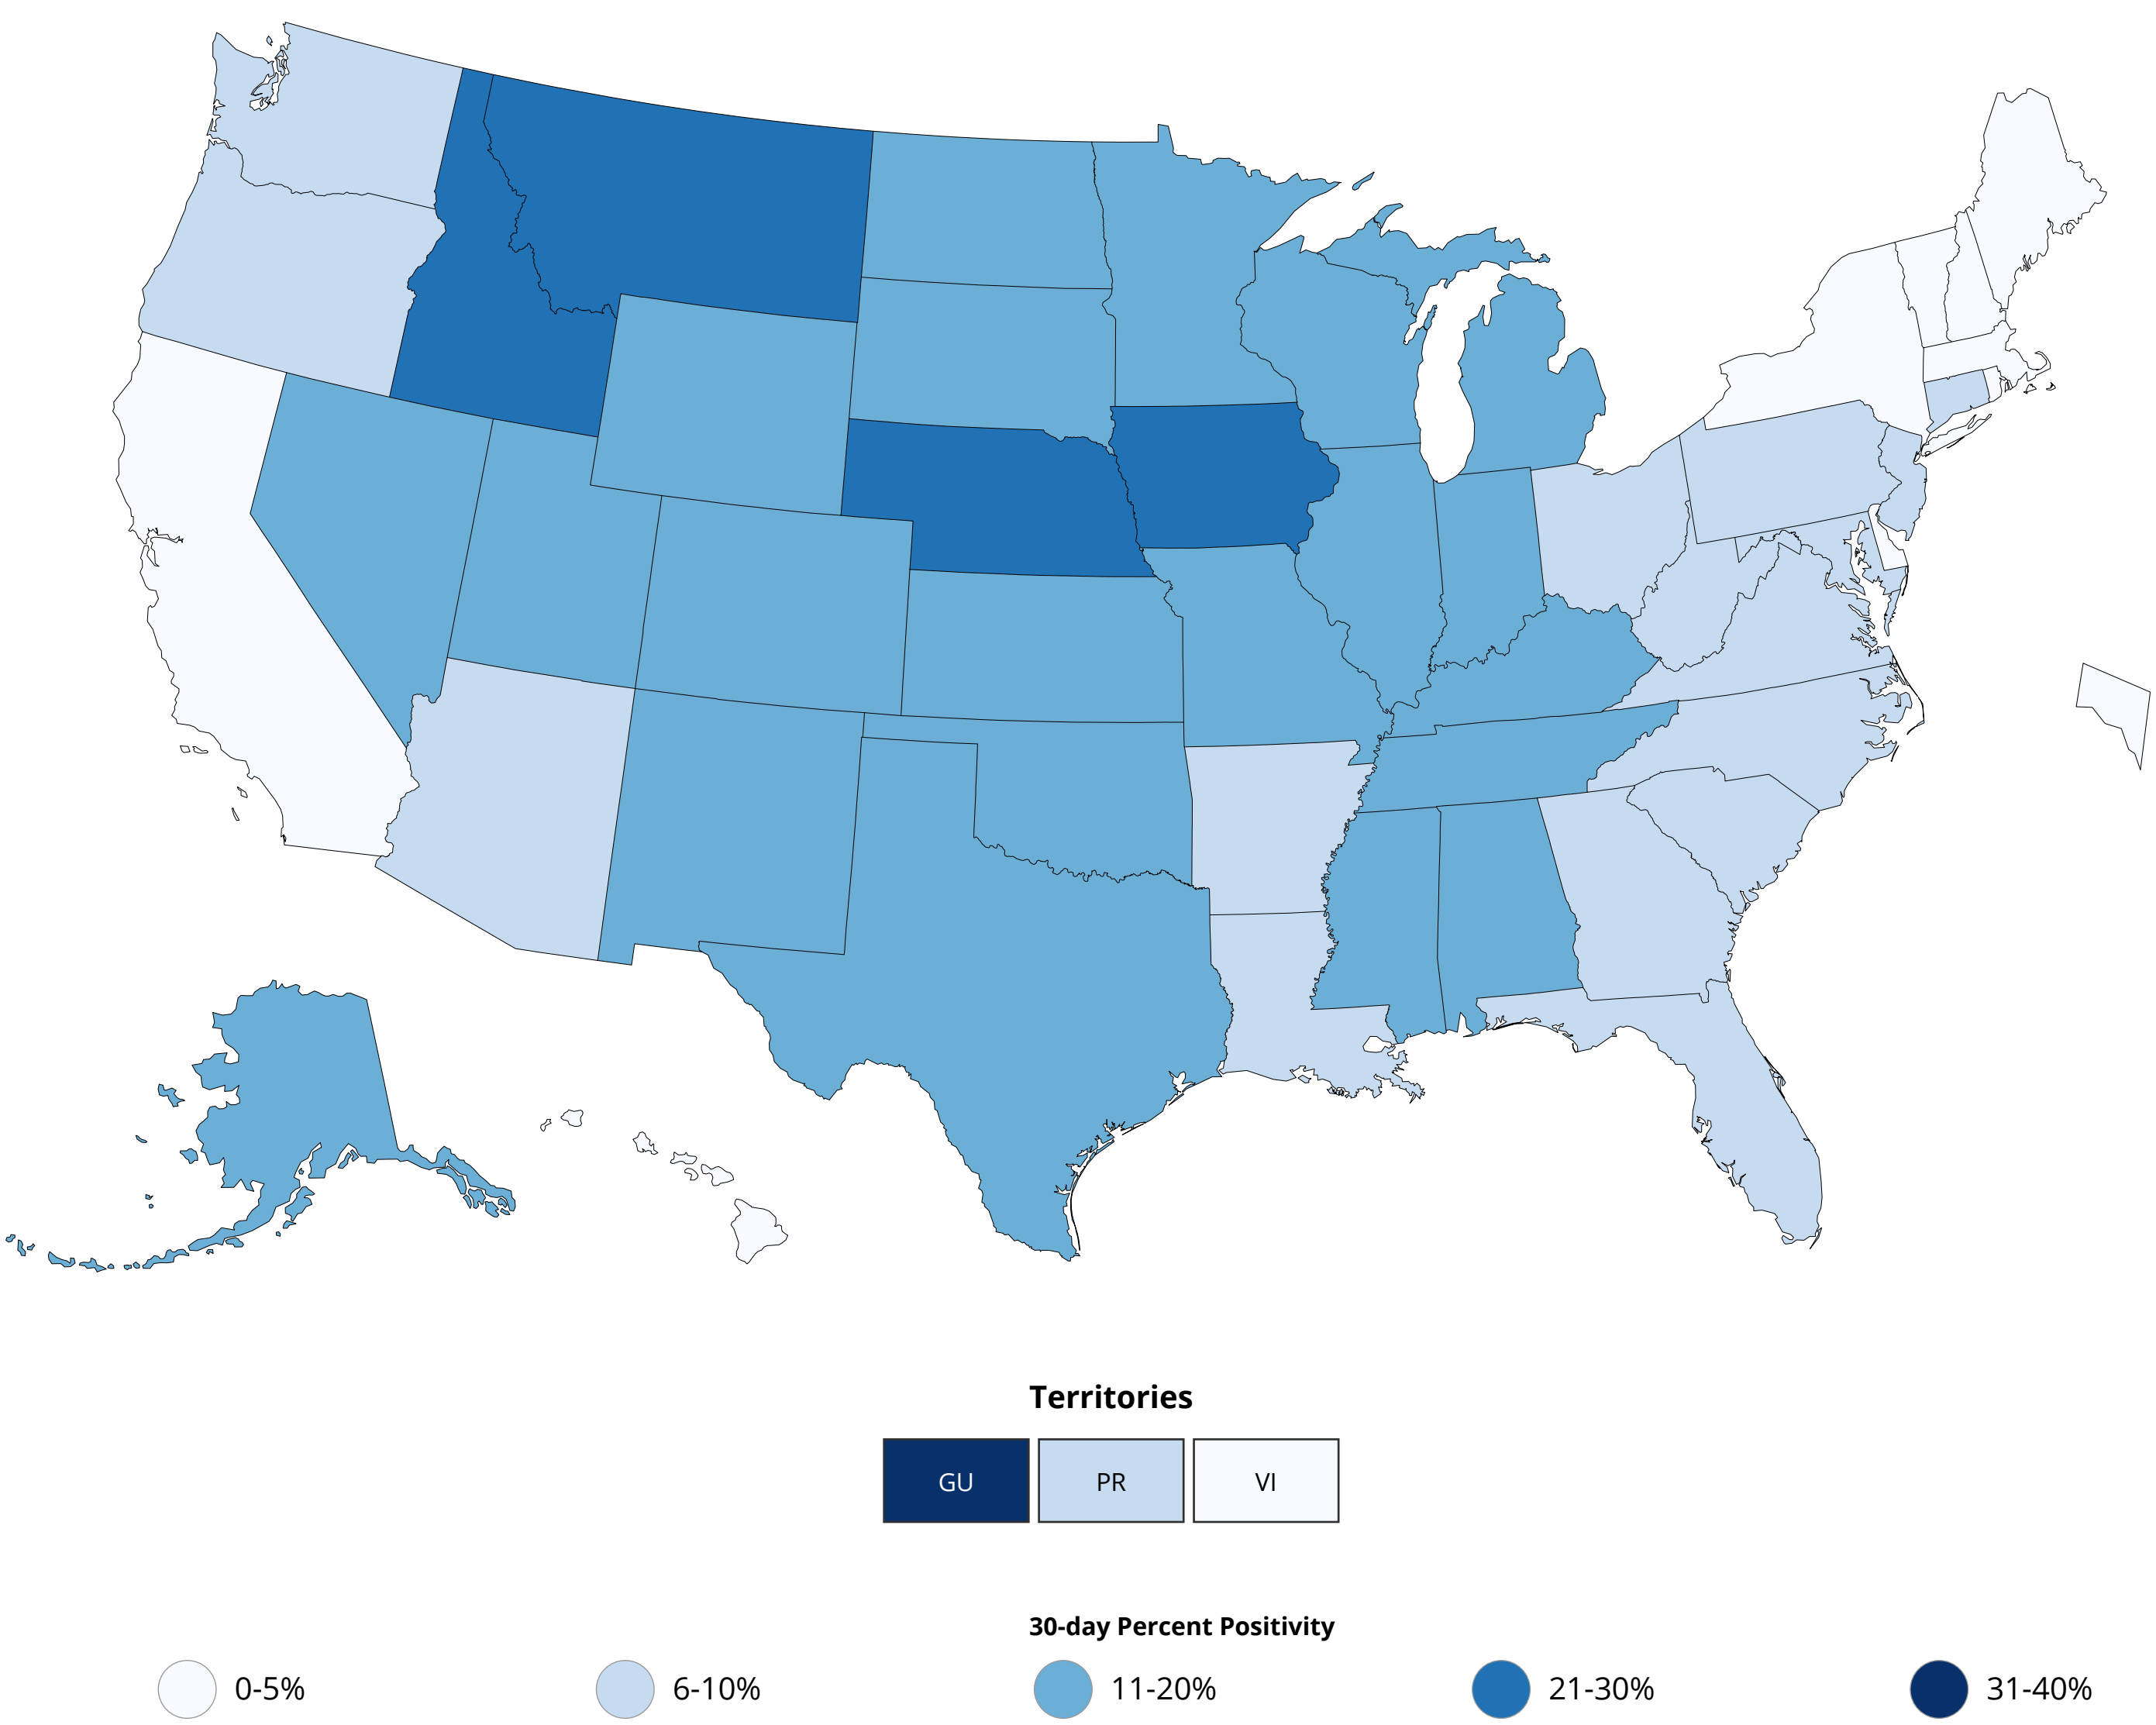 Territories
GU PR VI
30-day Percent Positivity
0-5% 6-10% 11-20% 21-30% 31-40%